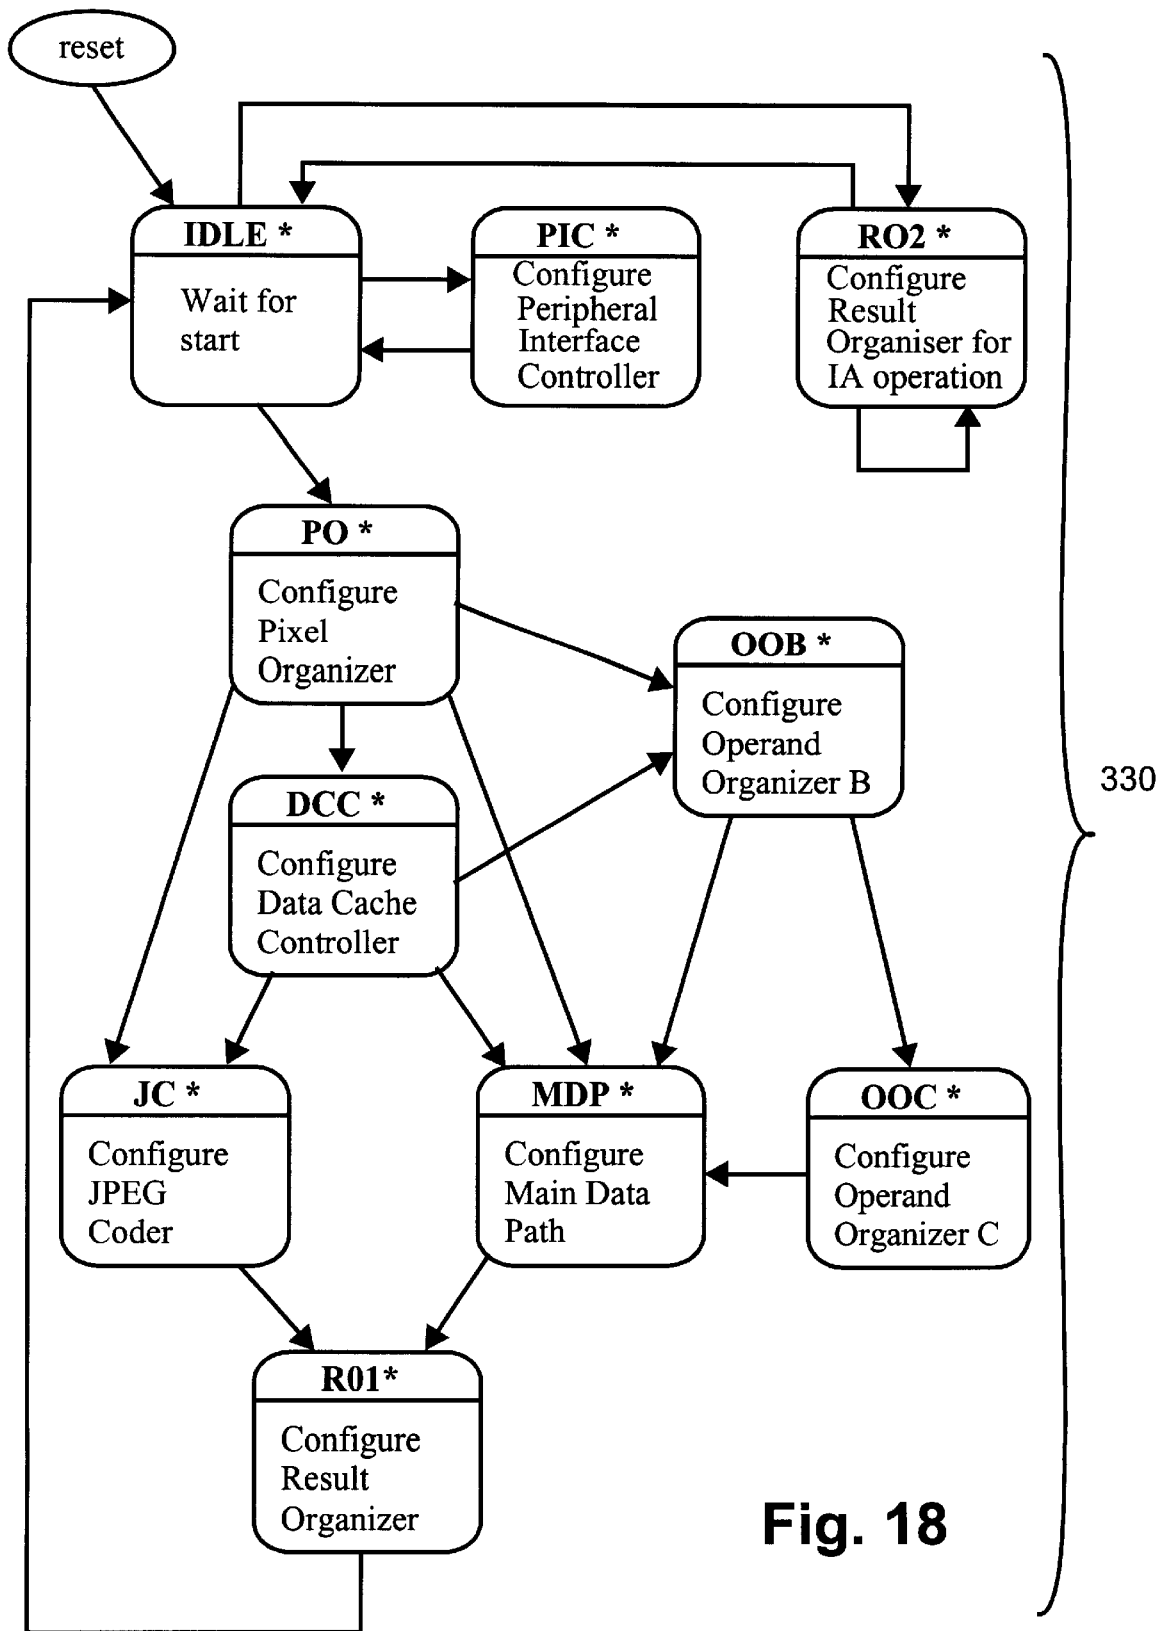 reset
IDLE *
Wait for
start
PIC *
Configure
Peripheral
Interface
Controller
RO2 *
Configure
Result
Organiser for
IA operation
PO *
Configure
Pixel
Organizer
OOB *
Configure
Operand
Organizer B
330
DCC *
Configure
Data Cache
Controller
JC *
Configure
JPEG
Coder
MDP *
Configure
Main Data
Path
OOC *
Configure
Operand
Organizer C
R01*
Configure
Result
Organizer
Fig. 18